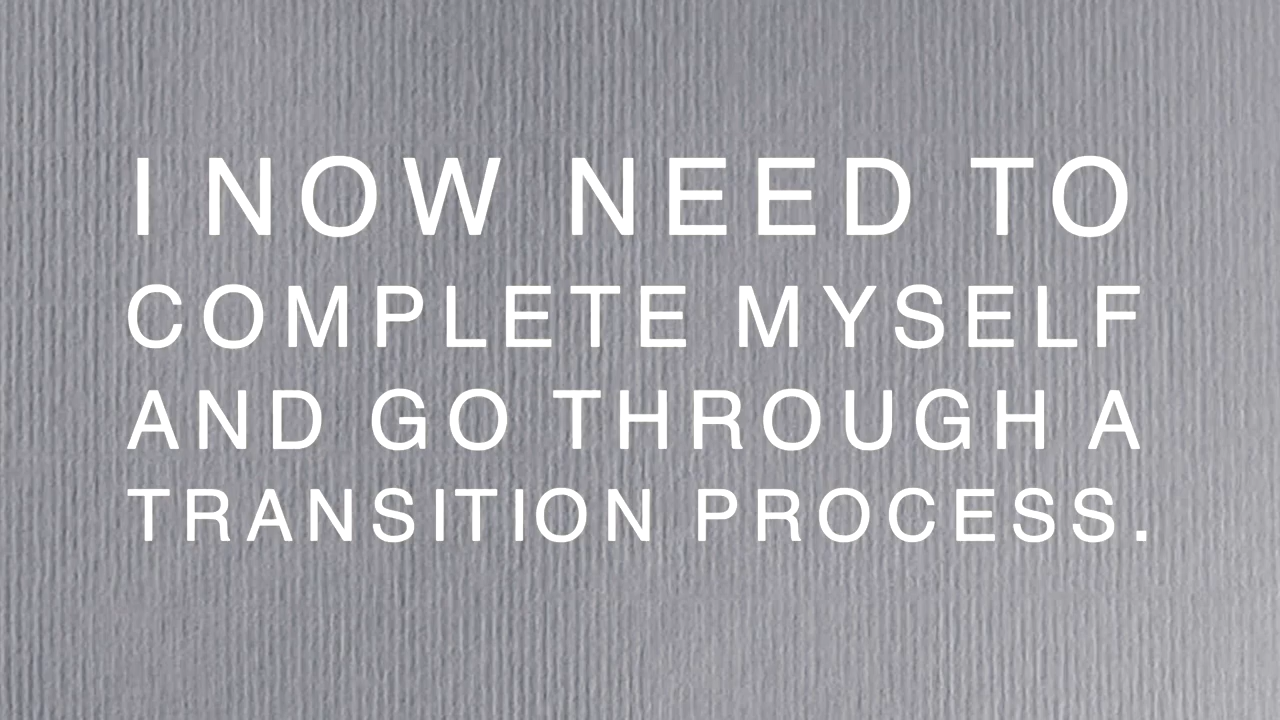 I NOW NEED TO
COMPLETE MYSELF
AND GO THROUGH A
TRANSITION PROCESS.